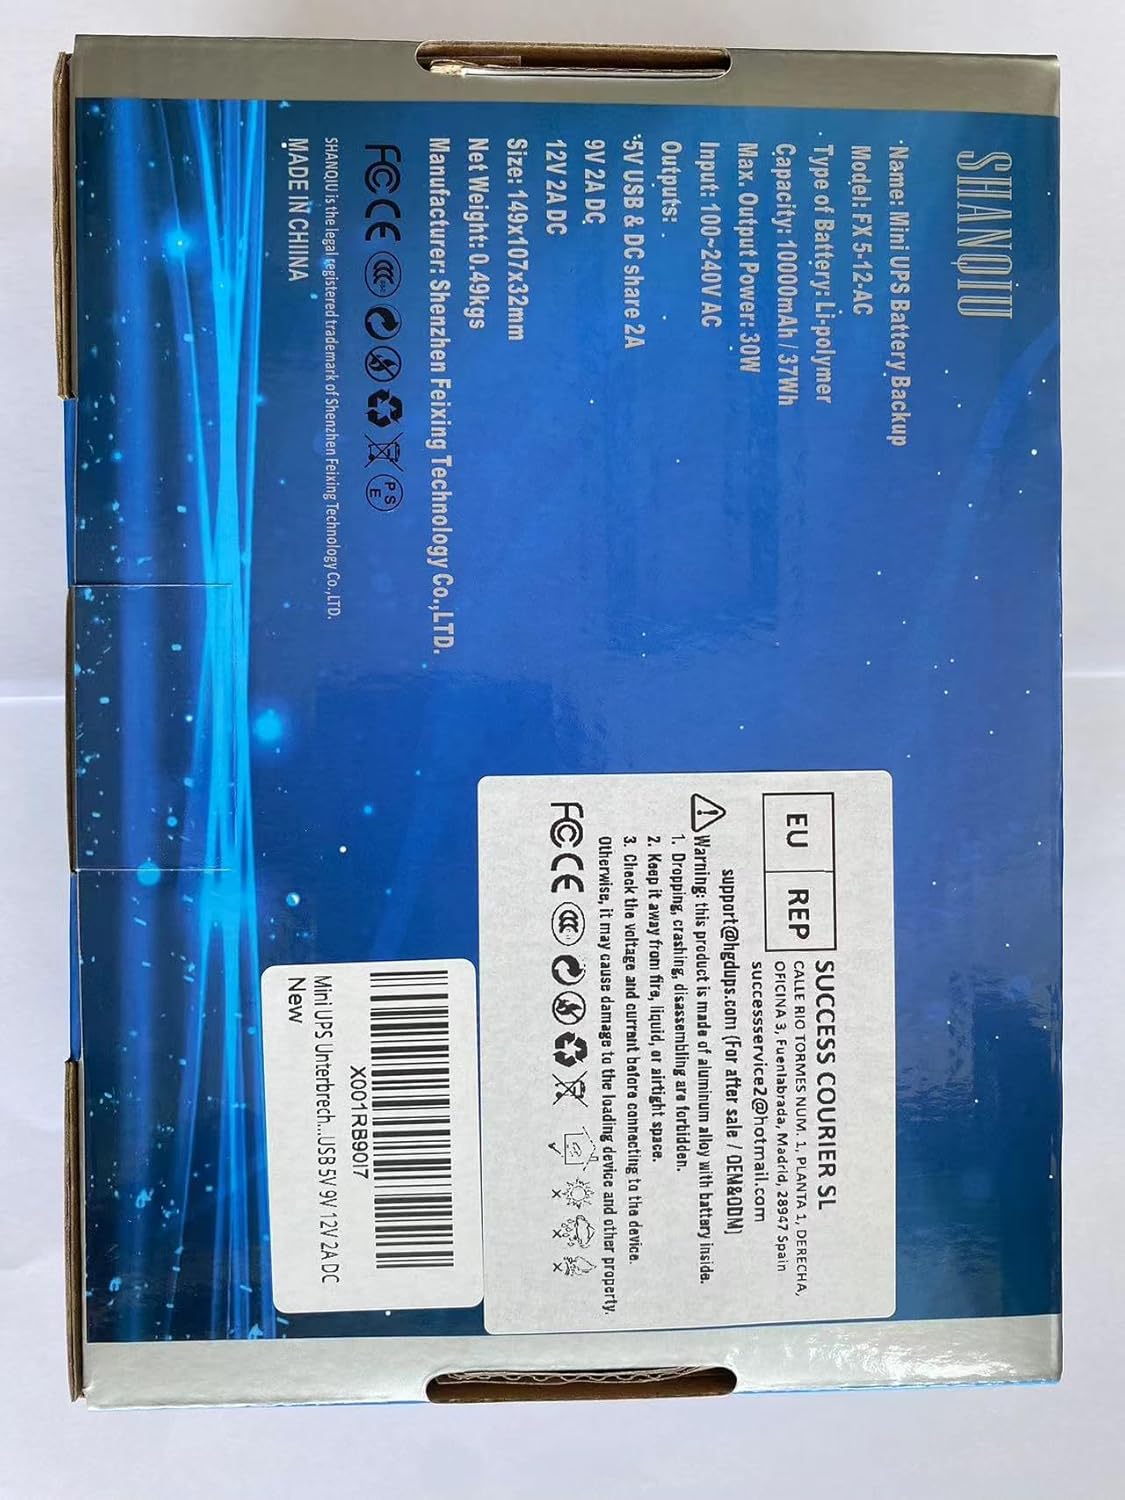 SHANQIU
Name: Mini UPS Battery Backup
Model: FX 5-12-AC
Type of Battery: Li-polymer
Capacity: 10000mAh / 37Wh
Max. Output Power: 30W
Input: 100~240V AC
Outputs:
5V USB & DC share 2A
9V 2A DC
12V 2A DC
Size: 149x107x32mm
Net Weight: 0.49kgs
Manufacturer: Shenzhen Feixing Technology Co.,LTD.
FC CE CCC PSE
SHANQIU is the legal registered trademark of Shenzhen Feixing Technology Co.,LTD.
MADE IN CHINA
EU REP
SUCCESS COURIER SL
CALLE RIO TORMES NUM. 1, PLANTA 1, DERECHA,
OFICINA 3, Fuenlabrada, Madrid, 28947 Spain
successservice2@hotmail.com
support@hgdups.com (For after sale / OEM&ODM)
Warning: this product is made of aluminum alloy with battery inside.
1. Dropping, crashing, disassembling are forbidden.
2. Keep it away from fire, liquid, or airtight space.
3. Check the voltage and current before connecting to the device.
Otherwise, it may cause damage to the loading device and other property.
FC CE CCC
X001RB90I7
Mini UPS Unterbrech...USB 5V 9V 12V 2A DC
New